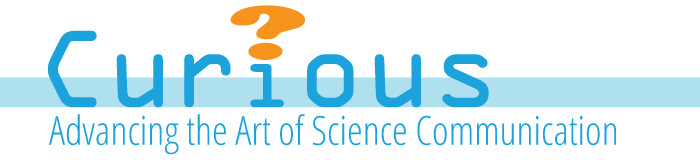 Curious
Advancing the Art of Science Communication